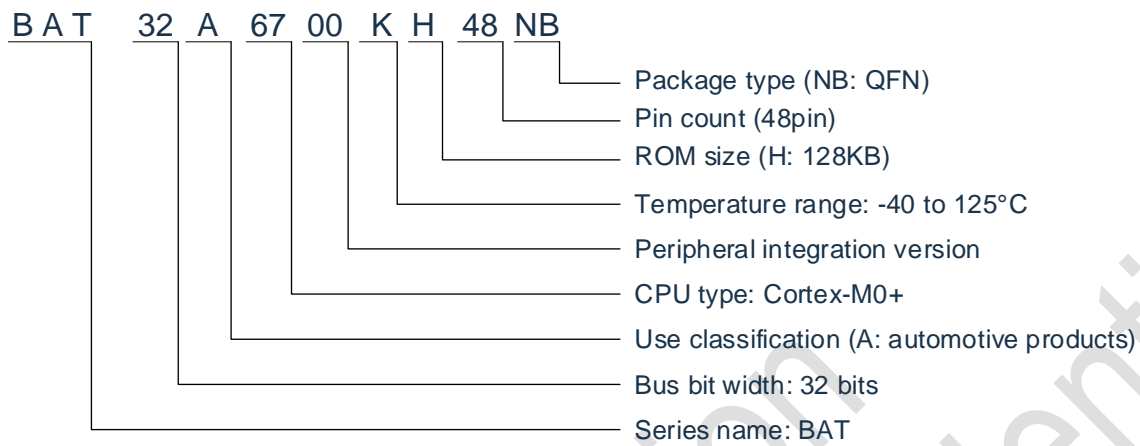 BAT 32 A 67 00 K H 48 NB
Package type (NB: QFN)
Pin count (48pin)
ROM size (H: 128KB)
Temperature range: -40 to 125°C
Peripheral integration version
CPU type: Cortex-M0+
Use classification (A: automotive products)
Bus bit width: 32 bits
Series name: BAT